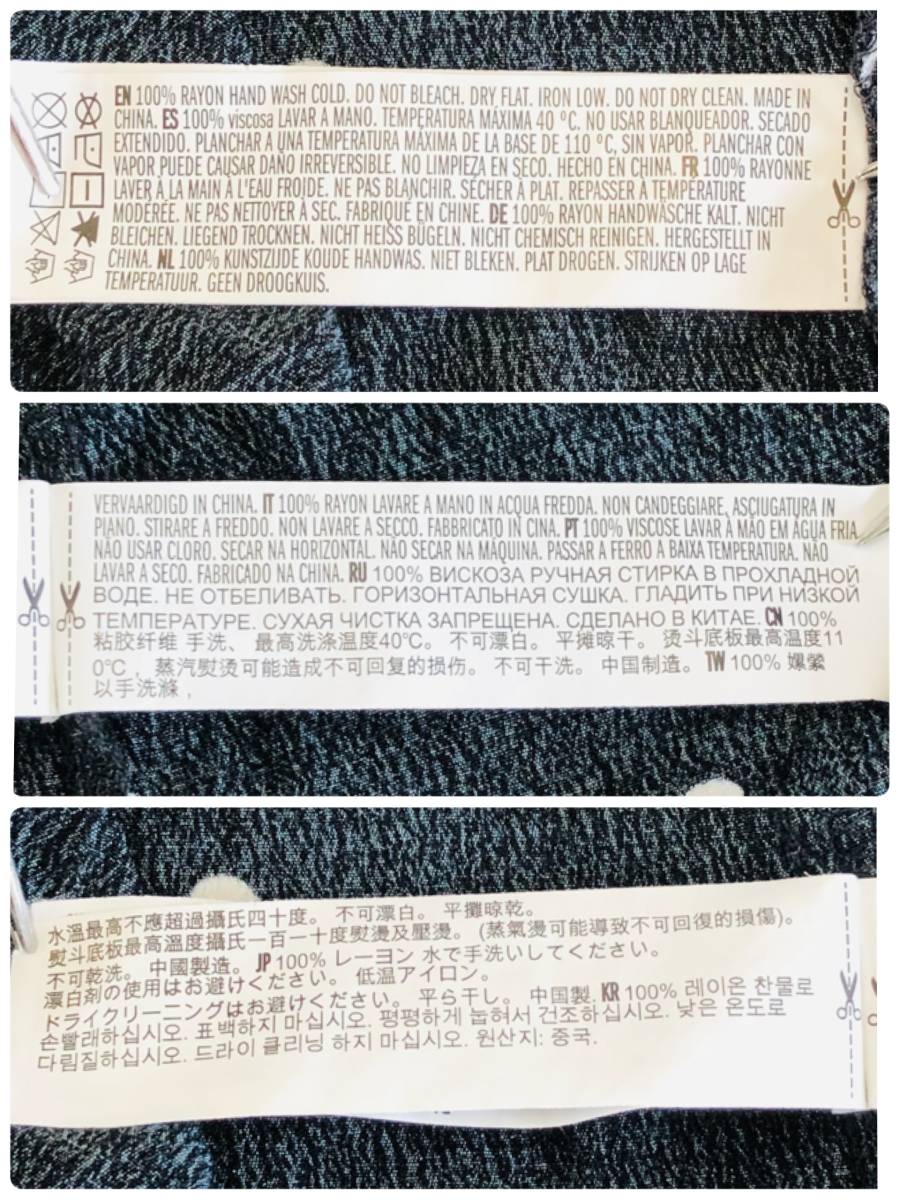 EN 100% RAYON HAND WASH COLD. DO NOT BLEACH. DRY FLAT. IRON LOW. DO NOT DRY CLEAN. MADE IN
CHINA. ES 100% viscosa LAVAR A MANO. TEMPERATURA MÁXIMA 40 ºC. NO USAR BLANQUEADOR. SECADO
EXTENDIDO. PLANCHAR A UNA TEMPERATURA MÁXIMA DE LA BASE DE 110 ºC, SIN VAPOR. PLANCHAR CON
VAPOR PUEDE CAUSAR DAÑO IRREVERSIBLE. NO LIMPIEZA EN SECO. HECHO EN CHINA. FR 100% RAYONNE
LAVER À LA MAIN À L'EAU FROIDE. NE PAS BLANCHIR. SÉCHER À PLAT. REPASSER À TEMPÉRATURE
MODÉRÉE. NE PAS NETTOYER À SEC. FABRIQUÉ EN CHINE. DE 100% RAYON HANDWÄSCHE KALT. NICHT
BLEICHEN. LIEGEND TROCKNEN. NICHT HEISS BÜGELN. NICHT CHEMISCH REINIGEN. HERGESTELLT IN
CHINA. NL 100% KUNSTZIJDE KOUDE HANDWAS. NIET BLEKEN. PLAT DROGEN. STRIJKEN OP LAGE
TEMPERATUUR. GEEN DROOGKUIS.
VERVAARDIGD IN CHINA. IT 100% RAYON LAVARE A MANO IN ACQUA FREDDA. NON CANDEGGIARE. ASCIUGATURA IN
PIANO. STIRARE A FREDDO. NON LAVARE A SECCO. FABBRICATO IN CINA. PT 100% VISCOSE LAVAR À MÃO EM ÁGUA FRIA.
NÃO USAR CLORO. SECAR NA HORIZONTAL. NÃO SECAR NA MÁQUINA. PASSAR A FERRO A BAIXA TEMPERATURA. NÃO
LAVAR A SECO. FABRICADO NA CHINA. RU 100% ВИСКОЗА РУЧНАЯ СТИРКА В ПРОХЛАДНОЙ
ВОДЕ. НЕ ОТБЕЛИВАТЬ. ГОРИЗОНТАЛЬНАЯ СУШКА. ГЛАДИТЬ ПРИ НИЗКОЙ
ТЕМПЕРАТУРЕ. СУХАЯ ЧИСТКА ЗАПРЕЩЕНА. СДЕЛАНО В КИТАЕ. CN 100%
粘胶纤维 手洗、 最高洗涤温度40℃。 不可漂白。 平摊晾干。 烫斗底板最高温度11
0℃，蒸汽熨烫可能造成不可回复的损伤。 不可干洗。 中国制造。 TW 100% 嫘縈
以手洗滌，
水溫最高不應超過攝氏四十度。 不可漂白。 平攤晾乾。
熨斗底板最高溫度攝氏一百一十度熨燙及壓燙。 (蒸氣燙可能導致不可回復的損傷)。
不可乾洗。 中國製造。 JP 100% レーヨン 水で手洗いしてください。
漂白剤の使用はお避けください。 低温アイロン。
ドライクリーニングはお避けください。 平ら干し。 中国製. KR 100% 레이온 찬물로
손빨래하십시오. 표백하지 마십시오. 평평하게 눕혀서 건조하십시오. 낮은 온도로
다림질하십시오. 드라이 클리닝 하지 마십시오. 원산지: 중국.